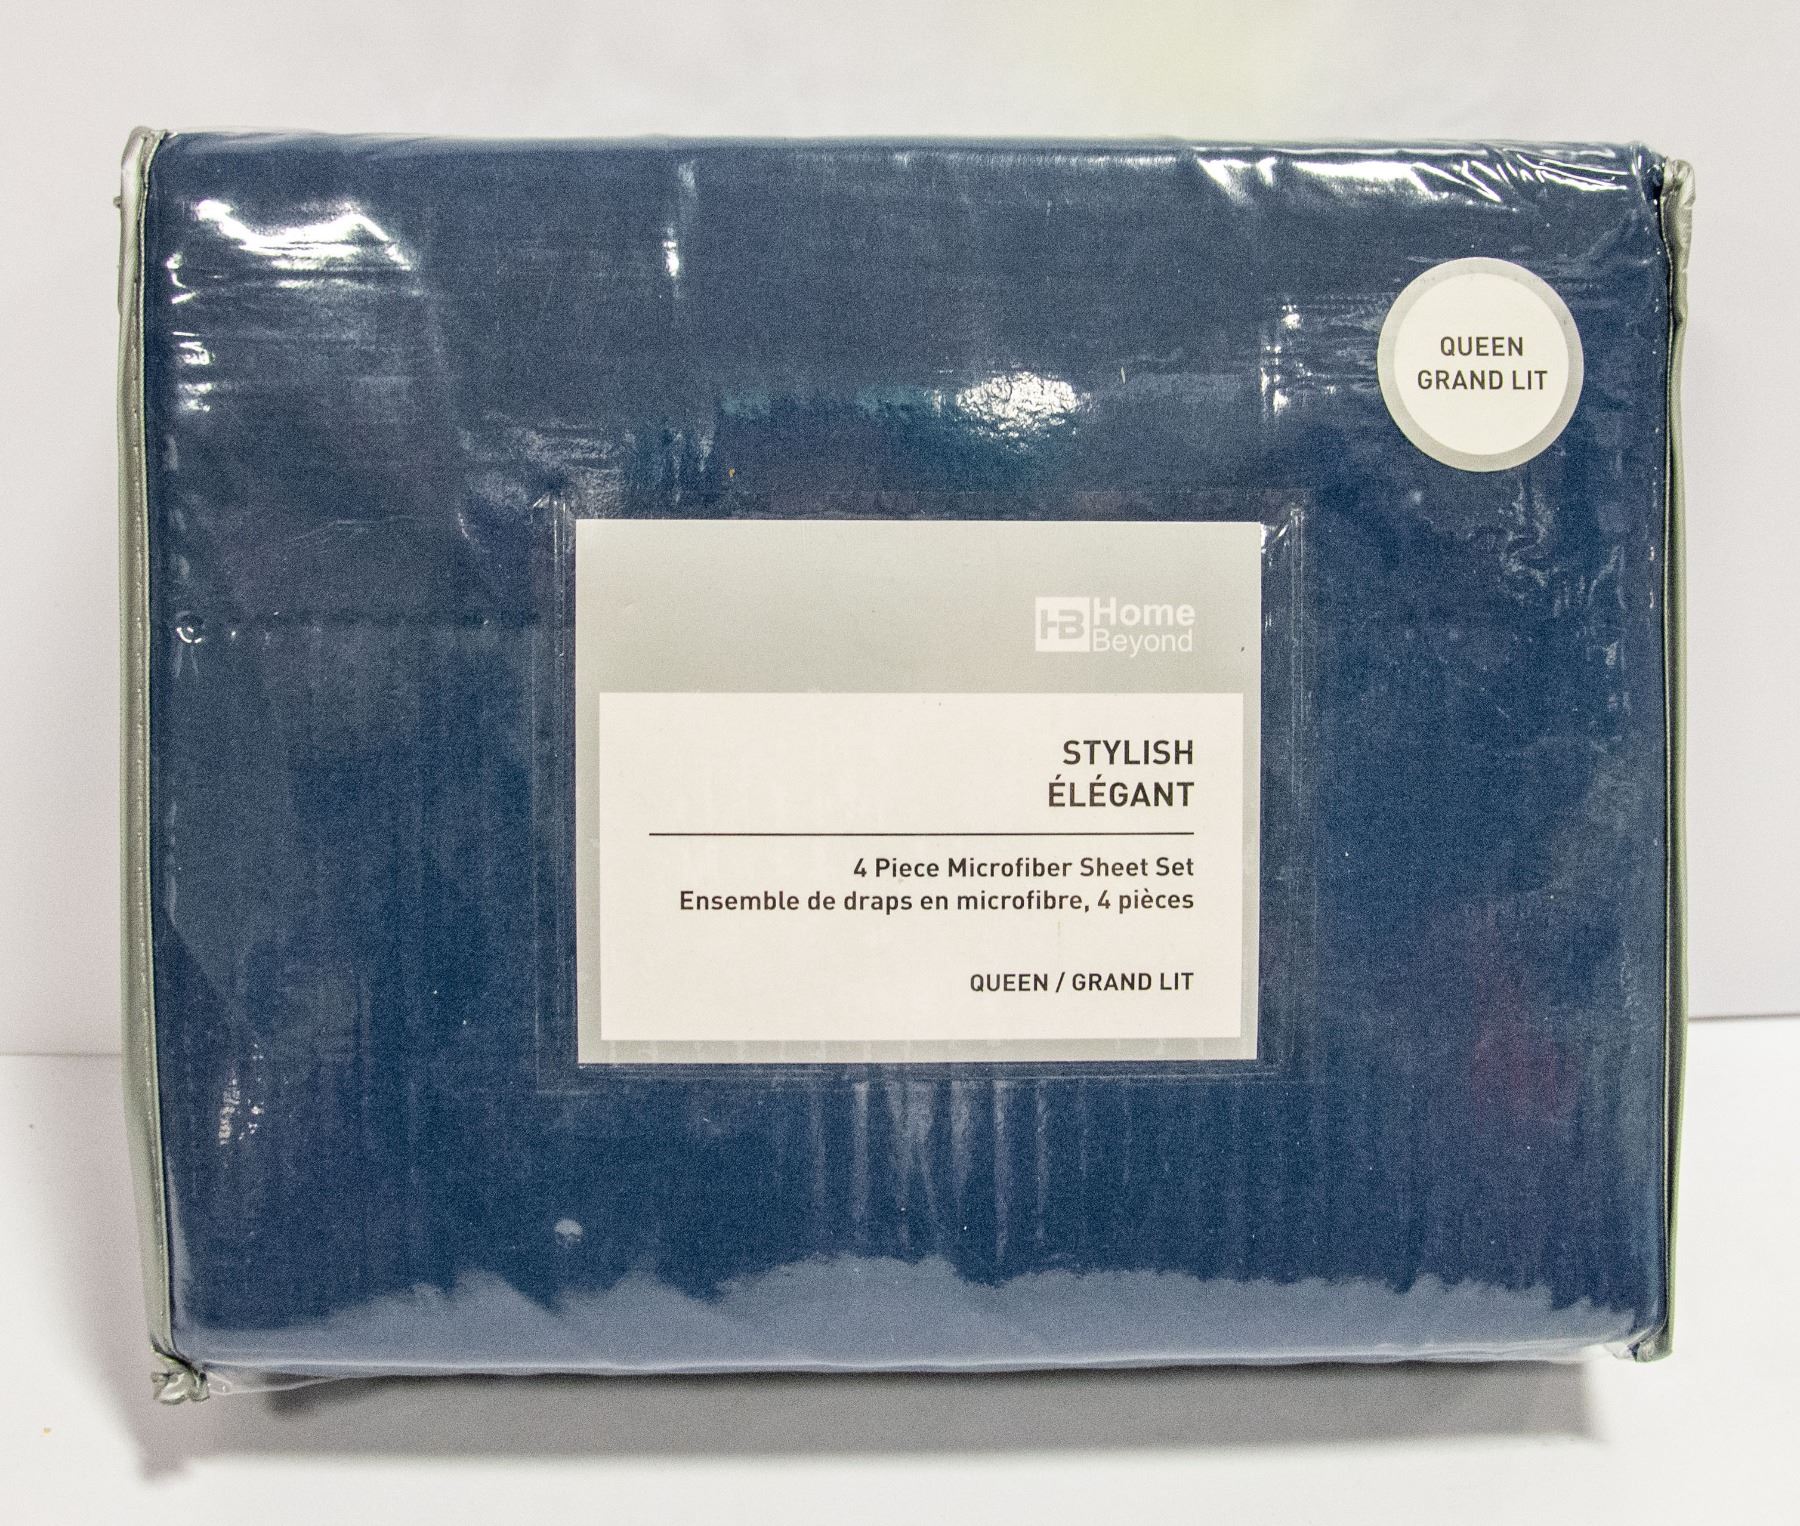 QUEEN
GRAND LIT
HB Home
Beyond
STYLISH
ÉLÉGANT
4 Piece Microfiber Sheet Set
Ensemble de draps en microfibre, 4 pièces
QUEEN / GRAND LIT